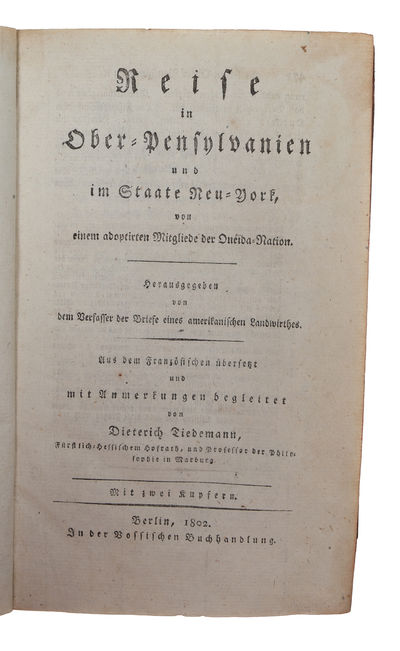 Reise
in
Ober-Pensylvanien
und
im Staate Neu-York,
von
einem adoptirten Mitgliede der Onéida-Nation.
Herausgegeben
von
dem Verfasser der Briefe eines amerikanischen Landwirthes.
Aus dem Französischen übersetzt
und
mit Anmerkungen begleitet
von
Dieterich Tiedemann,
Fürstlich-Hessischem Hofrath, und Professor der Philo-
sophie in Marburg.
Mit zwei Kupfern.
Berlin, 1802.
In der Vossischen Buchhandlung.